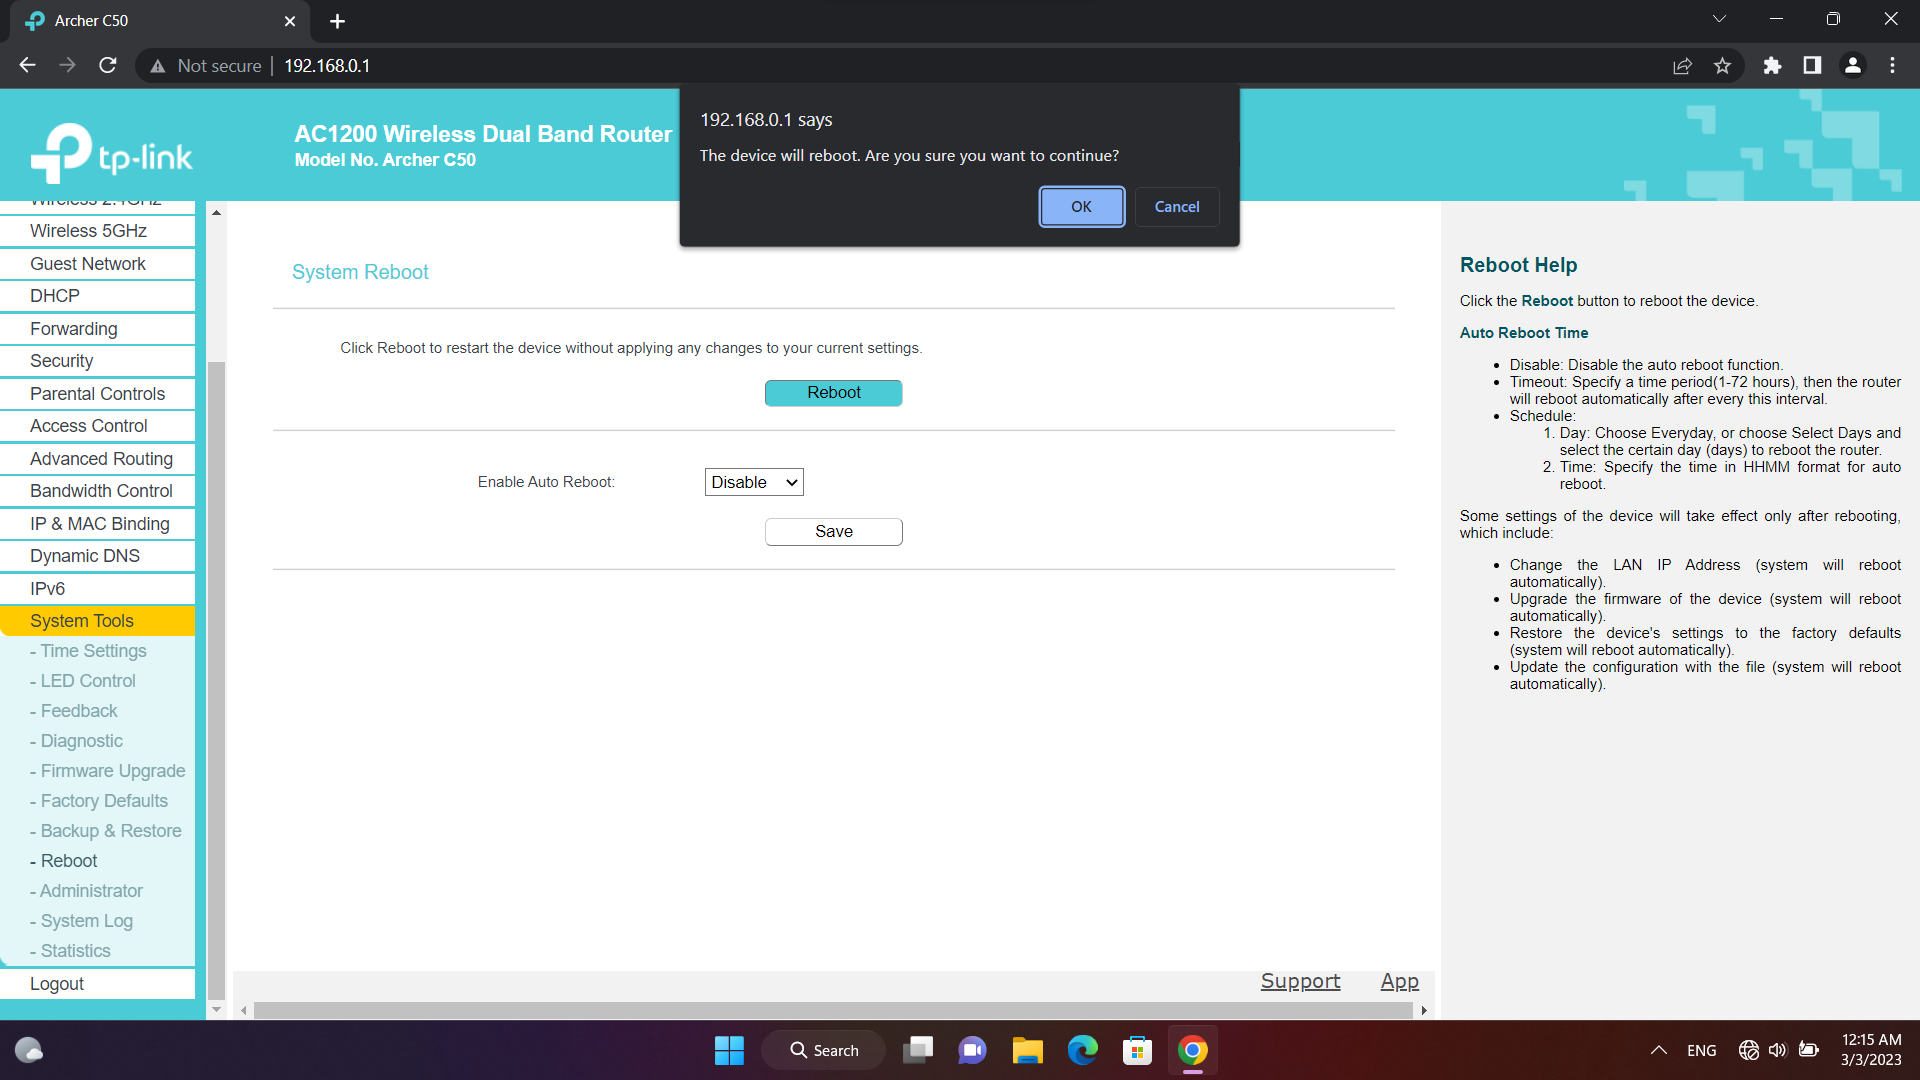 Archer C50
Not secure
192.168.0.1
tp-link
AC1200 Wireless Dual Band Router
Model No. Archer C50
192.168.0.1 says
The device will reboot. Are you sure you want to continue?
OK
Cancel
Wireless 2.4GHz
Wireless 5GHz
Guest Network
DHCP
Forwarding
Security
Parental Controls
Access Control
Advanced Routing
Bandwidth Control
IP & MAC Binding
Dynamic DNS
IPv6
System Tools
- Time Settings
- LED Control
- Feedback
- Diagnostic
- Firmware Upgrade
- Factory Defaults
- Backup & Restore
- Reboot
- Administrator
- System Log
- Statistics
Logout
System Reboot
Click Reboot to restart the device without applying any changes to your current settings.
Reboot
Enable Auto Reboot:
Disable
Save
Support
App
Reboot Help
Click the Reboot button to reboot the device.
Auto Reboot Time
• Disable: Disable the auto reboot function.
• Timeout: Specify a time period(1-72 hours), then the router
will reboot automatically after every this interval.
• Schedule:
1. Day: Choose Everyday, or choose Select Days and
select the certain day (days) to reboot the router.
2. Time: Specify the time in HHMM format for auto
reboot.
Some settings of the device will take effect only after rebooting,
which include:
• Change the LAN IP Address (system will reboot
automatically).
• Upgrade the firmware of the device (system will reboot
automatically).
• Restore the device's settings to the factory defaults
(system will reboot automatically).
• Update the configuration with the file (system will reboot
automatically).
Search
ENG
12:15 AM
3/3/2023